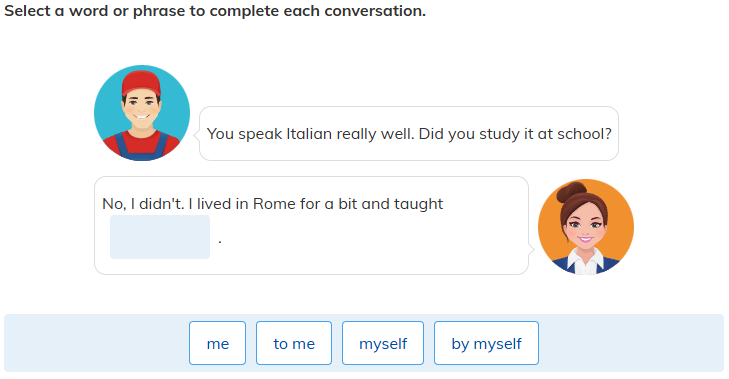 Select a word or phrase to complete each conversation.
You speak Italian really well. Did you study it at school?
No, I didn't. I lived in Rome for a bit and taught
.
me
to me
myself
by myself